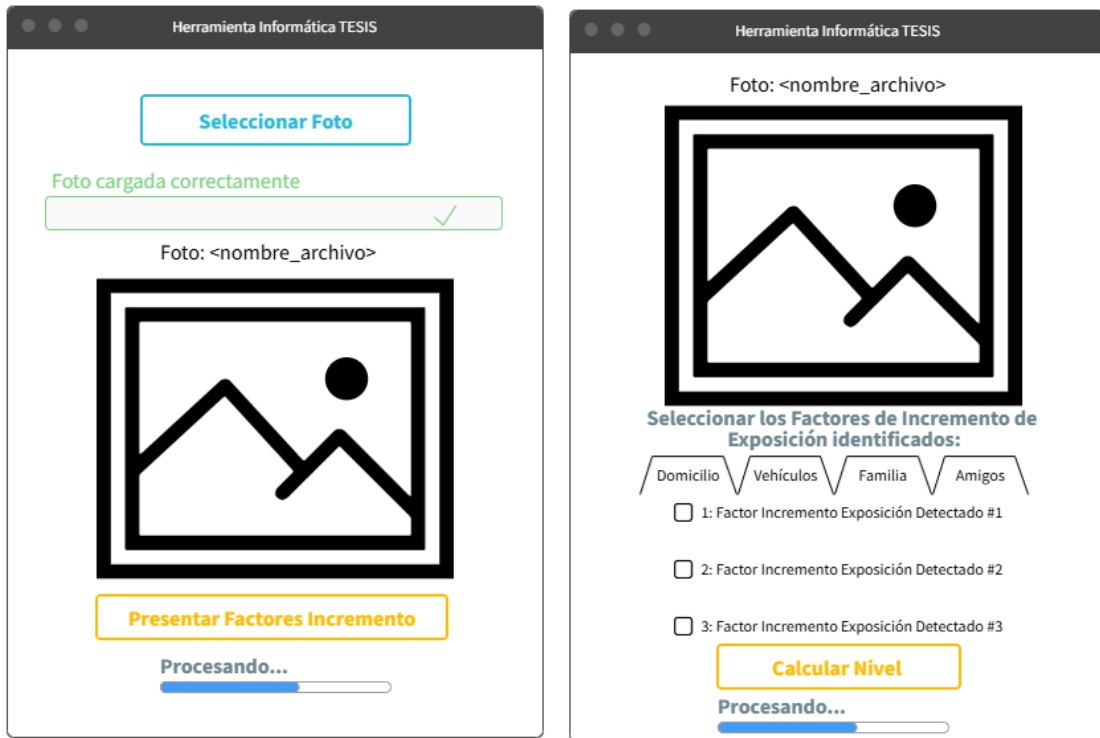 Herramienta Informática TESIS
Seleccionar Foto
Foto cargada correctamente
Foto: <nombre_archivo>
Presentar Factores Incremento
Procesando...
Herramienta Informática TESIS
Foto: <nombre_archivo>
Seleccionar los Factores de Incremento de
Exposición identificados:
Domicilio Vehículos Familia Amigos
1: Factor Incremento Exposición Detectado #1
2: Factor Incremento Exposición Detectado #2
3: Factor Incremento Exposición Detectado #3
Calcular Nivel
Procesando...